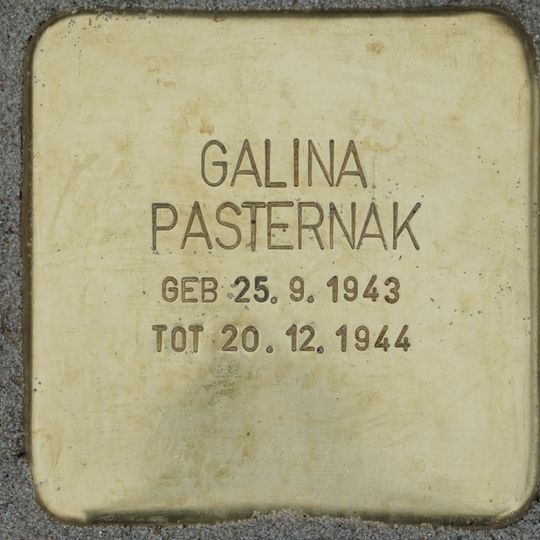 GALINA
PASTERNAK
GEB 25. 9. 1943
TOT 20. 12. 1944